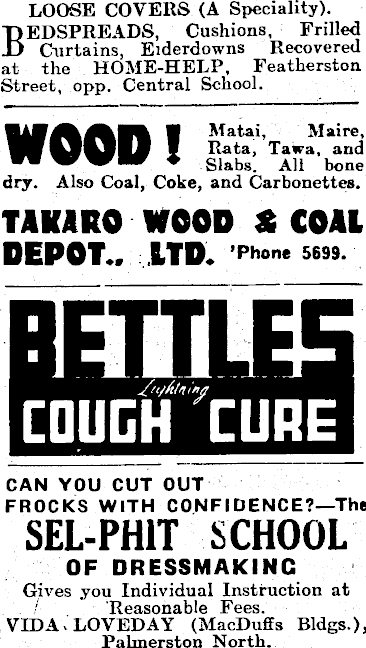 LOOSE COVERS (A Speciality).
BEDSPREADS, Cushions, Frilled
Curtains, Eiderdowns Recovered
at the HOME-HELP, Featherston
Street, opp. Central School.
WOOD! Matai, Maire,
Rata, Tawa, and
Slabs. All bone
dry. Also Coal, Coke, and Carbonettes.
TAKARO WOOD & COAL
DEPOT., LTD. 'Phone 5699.
BETTLES
Lightning
COUGH CURE
CAN YOU CUT OUT
FROCKS WITH CONFIDENCE?—The
SEL-PHIT SCHOOL
OF DRESSMAKING
Gives you Individual Instruction at
Reasonable Fees.
VIDA LOVEDAY (MacDuffs Bldgs.),
Palmerston North.